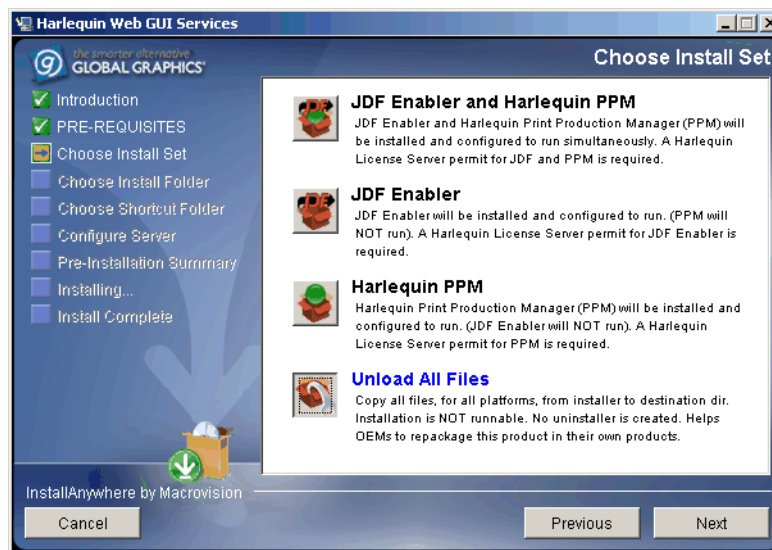 Harlequin Web GUI Services
the smarter alternative
GLOBAL GRAPHICS
Choose Install Set
Introduction
PRE-REQUISITES
Choose Install Set
Choose Install Folder
Choose Shortcut Folder
Configure Server
Pre-Installation Summary
Installing...
Install Complete
JDF Enabler and Harlequin PPM
JDF Enabler and Harlequin Print Production Manager (PPM) will
be installed and configured to run simultaneously. A Harlequin
License Server permit for JDF and PPM is required.
JDF Enabler
JDF Enabler will be installed and configured to run. (PPM will
NOT run). A Harlequin License Server permit for JDF Enabler is
required.
Harlequin PPM
Harlequin Print Production Manager (PPM) will be installed and
configured to run. (JDF Enabler will NOT run). A Harlequin
License Server permit for PPM is required.
Unload All Files
Copy all files, for all platforms, from installer to destination dir.
Installation is NOT runnable. No uninstaller is created. Helps
OEMs to repackage this product in their own products.
InstallAnywhere by Macrovision
Cancel
Previous
Next